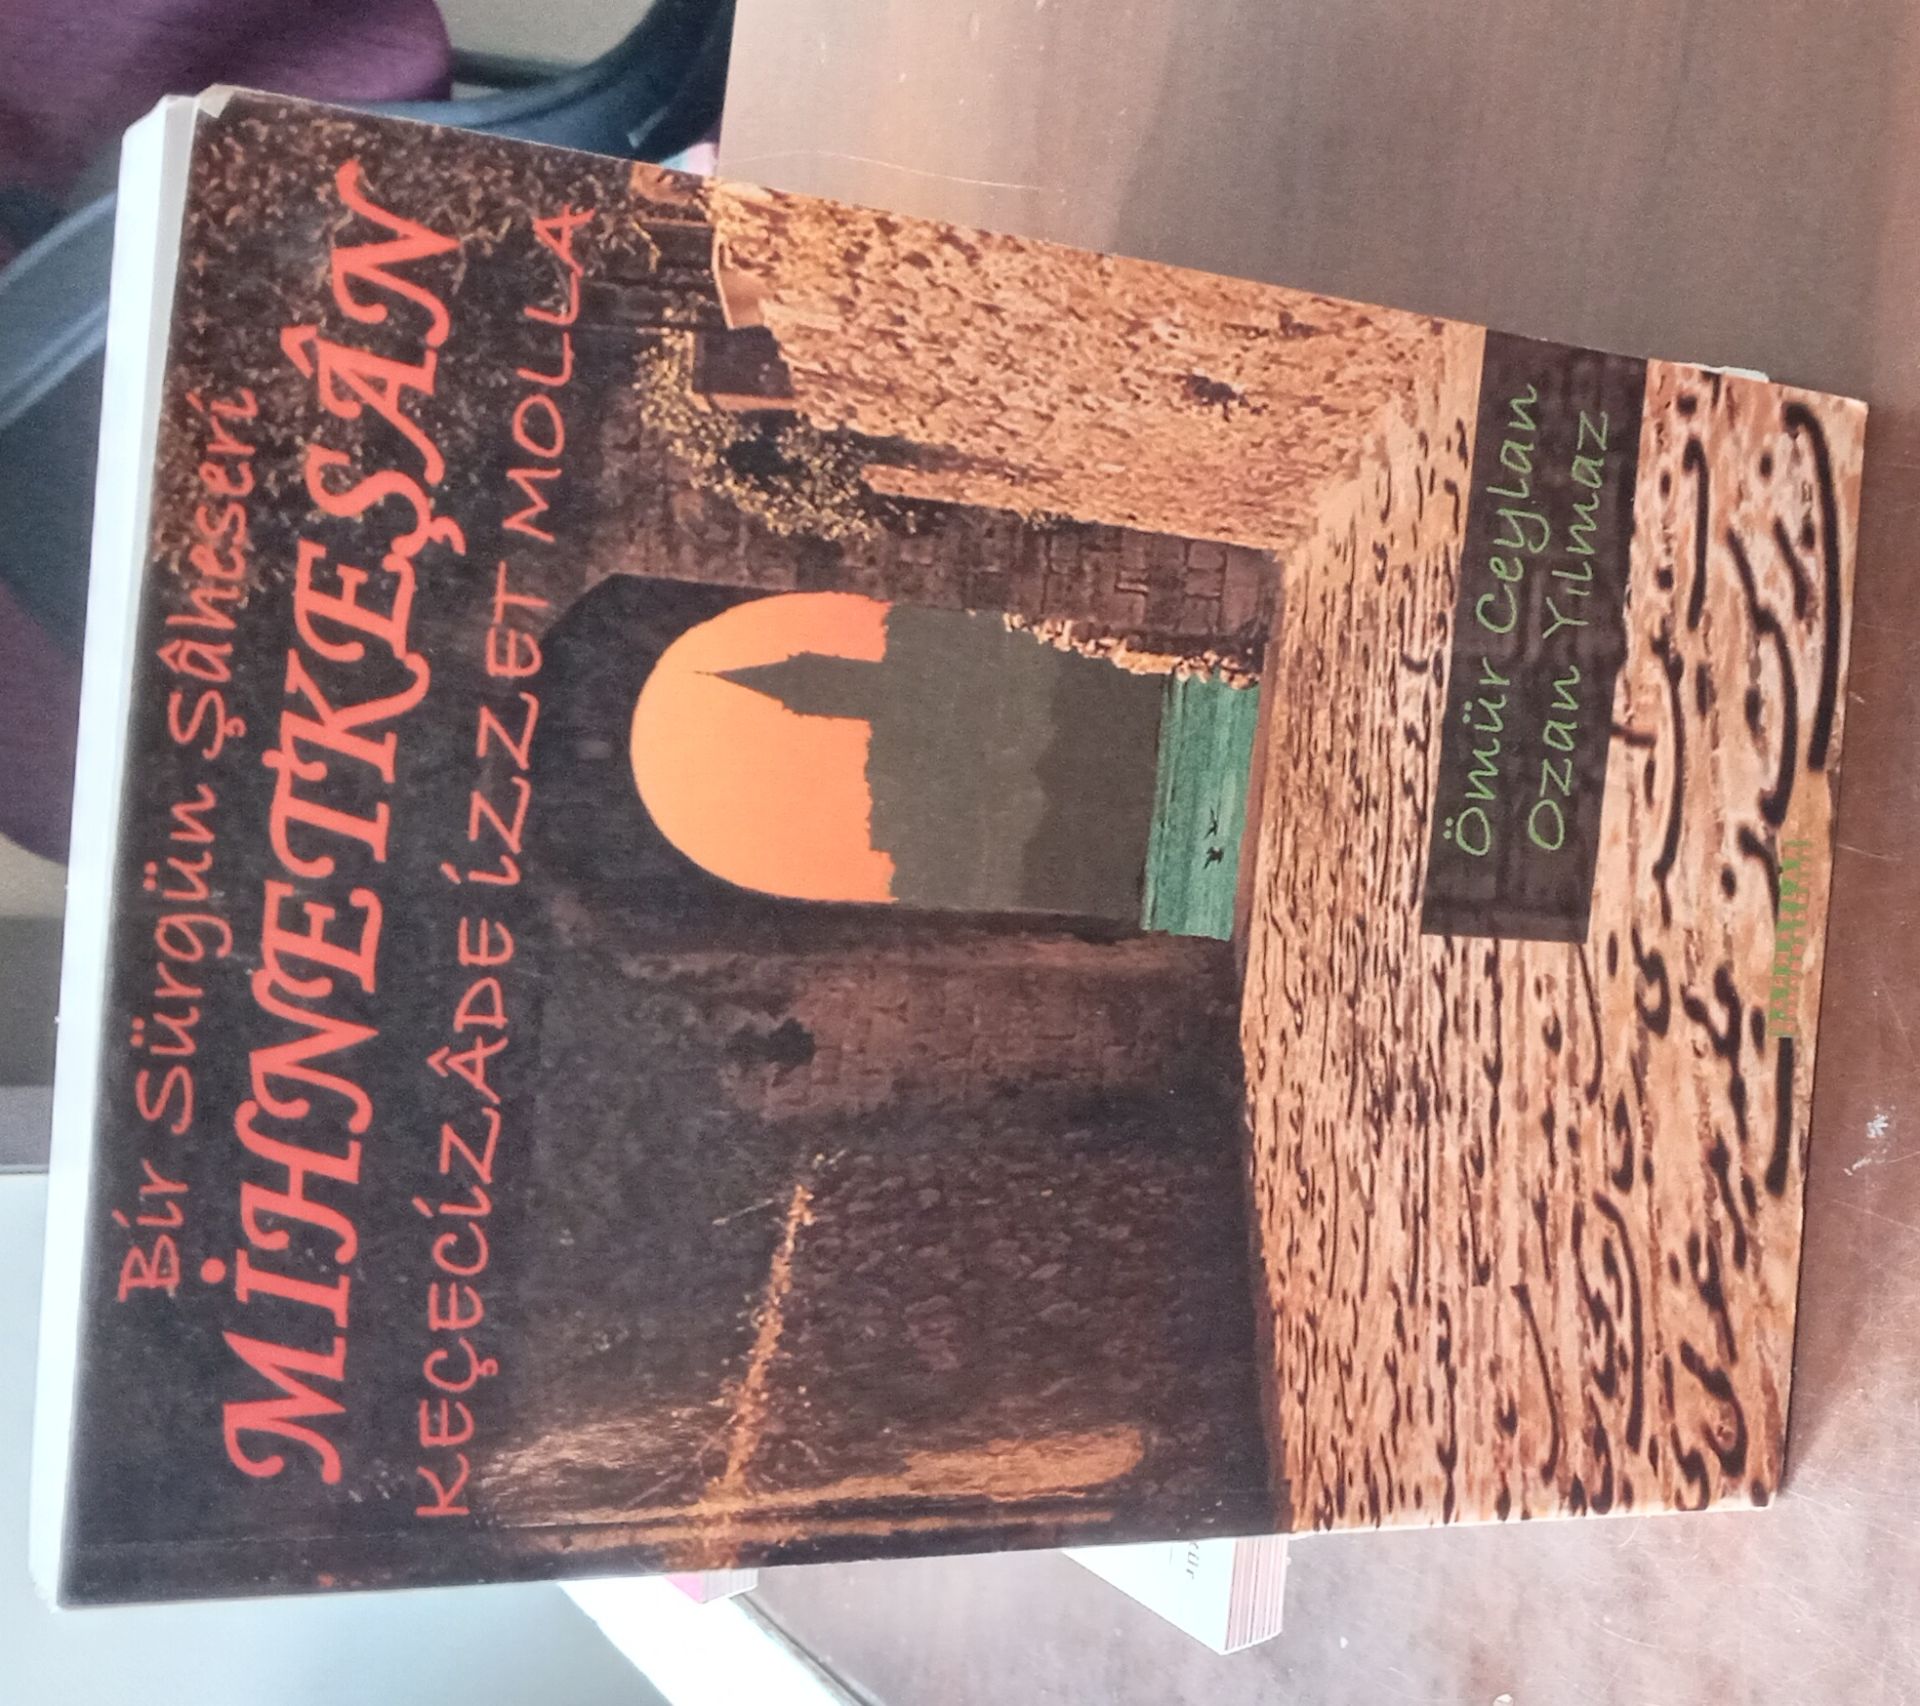 Bir Sürgün Şâheseri
MİHNETKEŞÂN
KEÇECİZÂDE İZZET MOLLA
Ömür Ceylan
Ozan Yılmaz